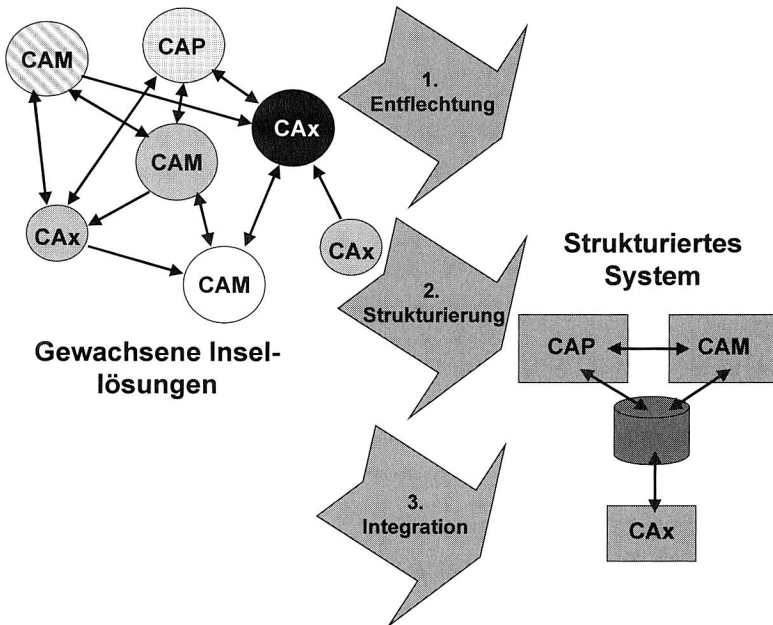 CAM
CAP
CAx
CAM
CAx
CAx
CAM
Gewachsene Insel-
lösungen
1.
Entflechtung
2.
Strukturierung
3.
Integration
Strukturiertes
System
CAP
CAM
CAx